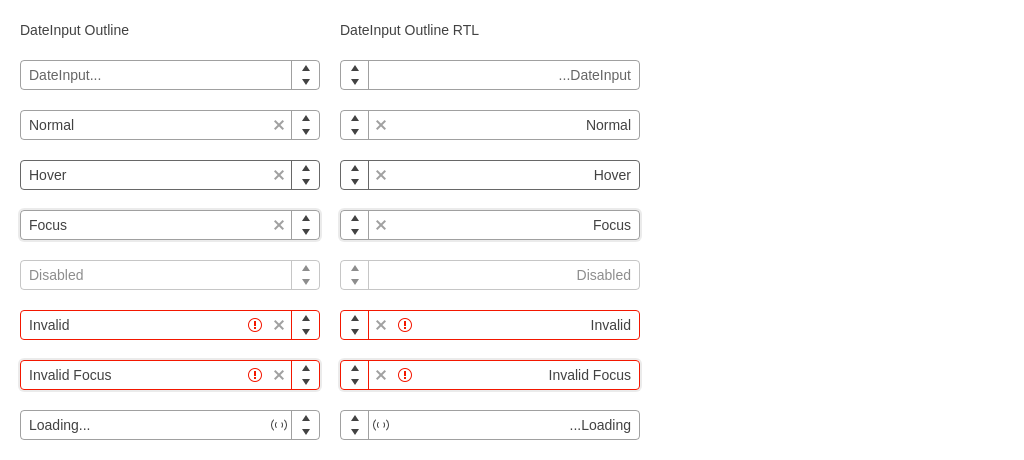 DateInput Outline
DateInput Outline RTL
DateInput...
...DateInput
Normal
Normal
Hover
Hover
Focus
Focus
Disabled
Disabled
Invalid
Invalid
Invalid Focus
Invalid Focus
Loading...
...Loading